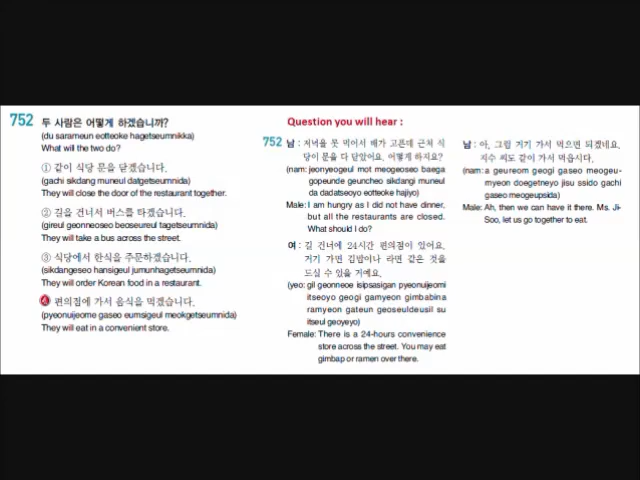 752 두 사람은 어떻게 하겠습니까?
(du sarameun eotteoke hagetseumnikka)
What will the two do?
① 같이 식당 문을 닫겠습니다.
(gachi sikdang muneul datgetseumnida)
They will close the door of the restaurant together.
② 길을 건너서 버스를 타겠습니다.
(gireul geonneoseo beoseureul tagetseumnida)
They will take a bus across the street.
③ 식당에서 한식을 주문하겠습니다.
(sikdangeseo hansigeul jumunhagetseumnida)
They will order Korean food in a restaurant.
④ 편의점에 가서 음식을 먹겠습니다.
(pyeonuijeome gaseo eumsigeul meokgetseumnida)
They will eat in a convenient store.
Question you will hear :
752 남 : 저녁을 못 먹어서 배가 고픈데 근처 식
당이 문을 다 닫았어요. 어떻게 하지요?
(nam: jeonyeogeul mot meogeoseo baega
gopeunde geuncheo sikdangi muneul
da dadatseoyo eotteoke hajiyo)
Male: I am hungry as I did not have dinner,
but all the restaurants are closed.
What should I do?
여 : 길 건너에 24시간 편의점이 있어요.
거기 가면 김밥이나 라면 같은 것을
드실 수 있을 거예요.
(yeo: gil geonneoe isipsasigan pyeonuijeomi
itseoyo geogi gamyeon gimbabina
ramyeon gateun geoseuldeusil su
itseul geoyeyo)
Female: There is a 24-hours convenience
store across the street. You may eat
gimbap or ramen over there.
남 : 아, 그럼 거기 가서 먹으면 되겠네요.
지수 씨도 같이 가서 먹읍시다.
(nam: a geureom geogi gaseo meogeu-
myeon doegetneyo jisu ssido gachi
gaseo meogeupsida)
Male: Ah, then we can have it there. Ms. Ji-
Soo, let us go together to eat.